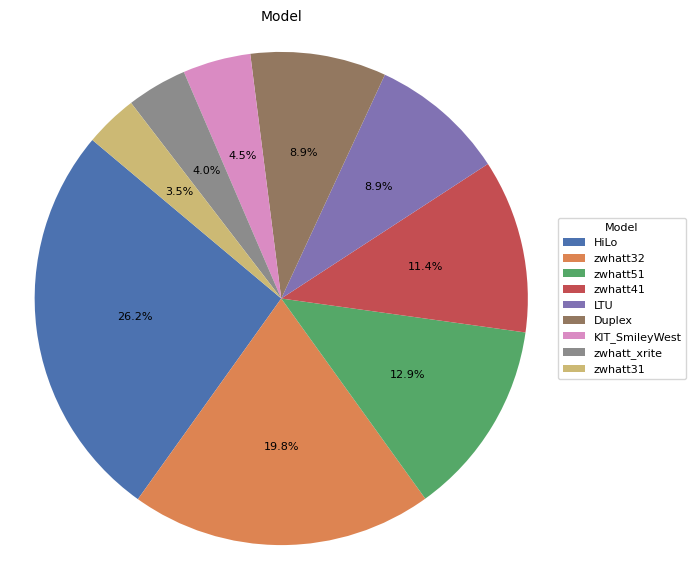 Model
8.9%
4.5%
8.9%
4.0%
3.5%
11.4%
26.2%
12.9%
19.8%
Model
HiLo
zwhatt32
zwhatt51
zwhatt41
LTU
Duplex
KIT_SmileyWest
zwhatt_xrite
zwhatt31